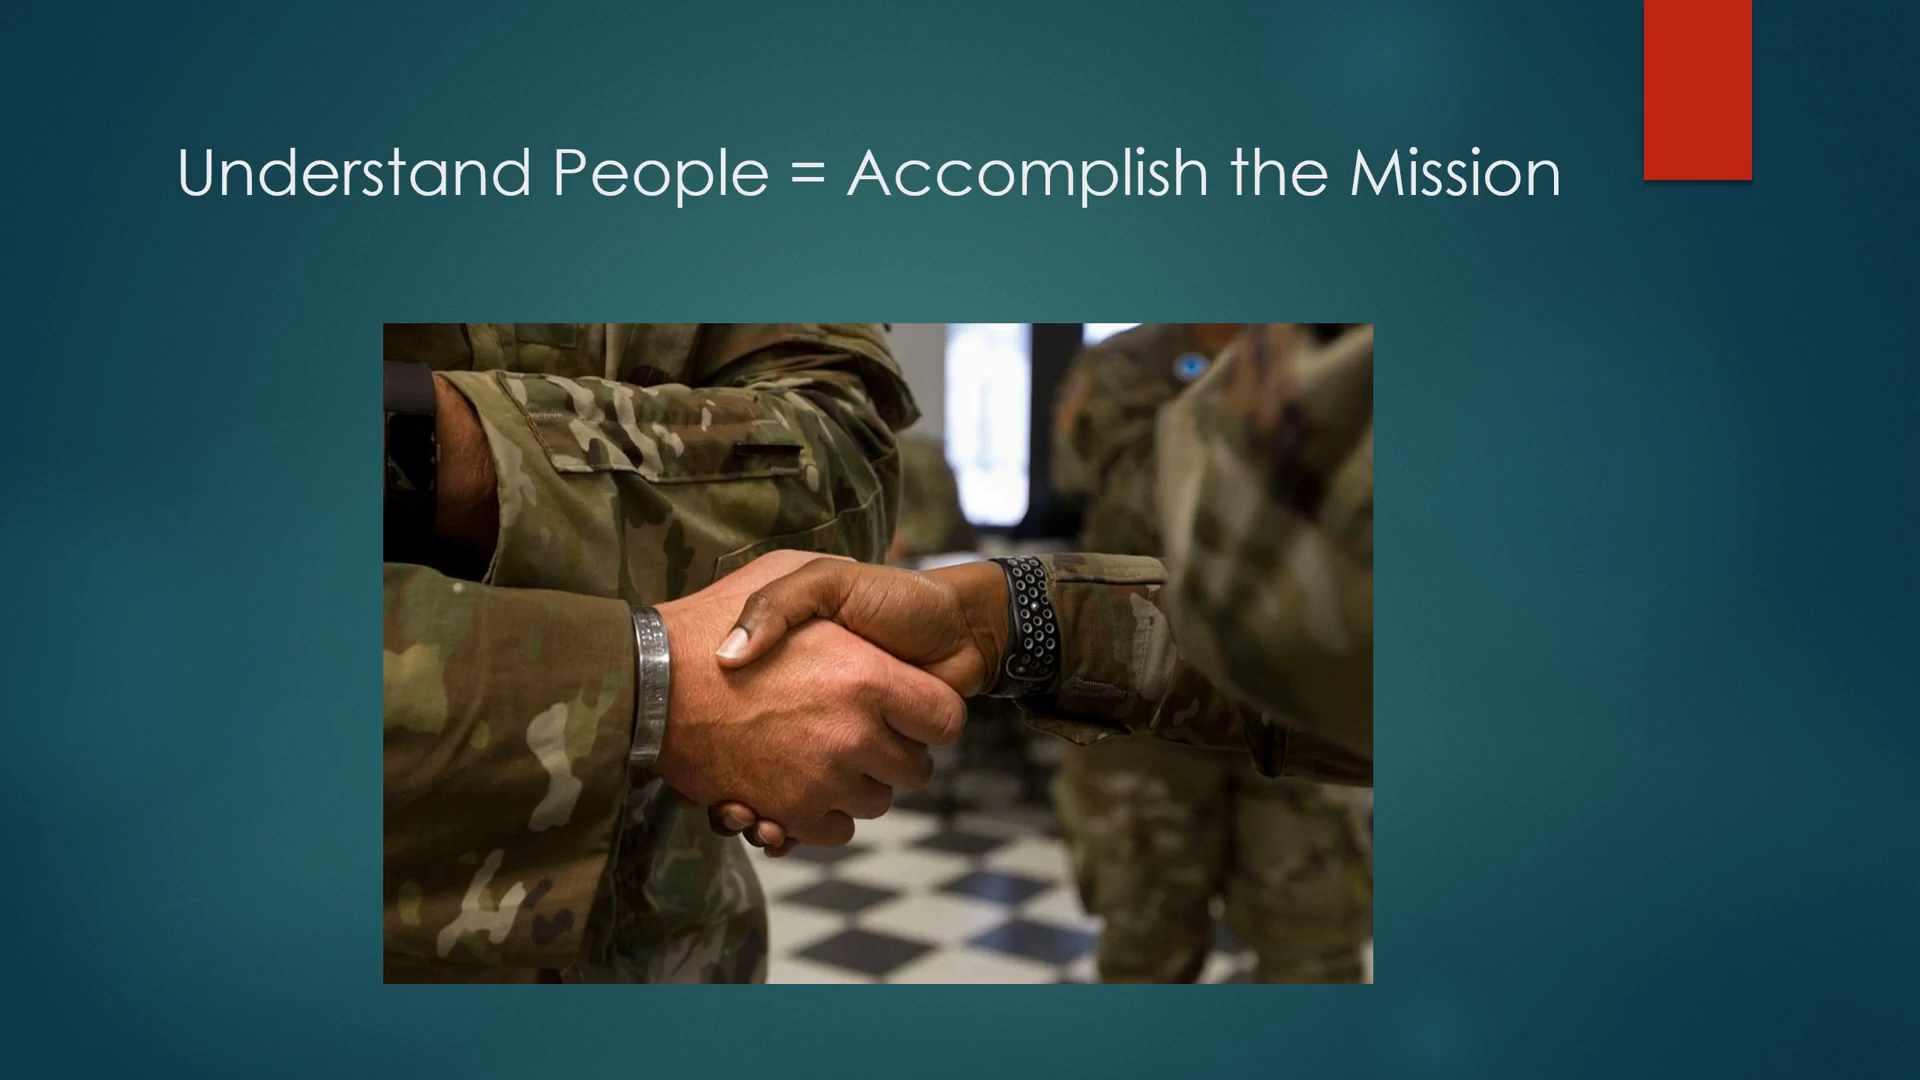 Understand People = Accomplish the Mission